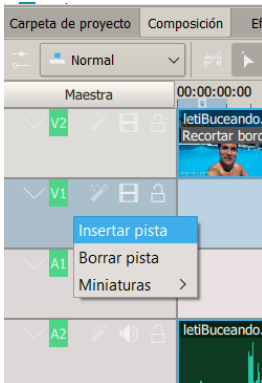 Carpeta de proyecto Composición Ef
Normal
Maestra 00:00:00:00
V2 letiBuceando.
Recortar bord
V1
Insertar pista
Borrar pista
A1
Miniaturas
A2 letiBuceando.